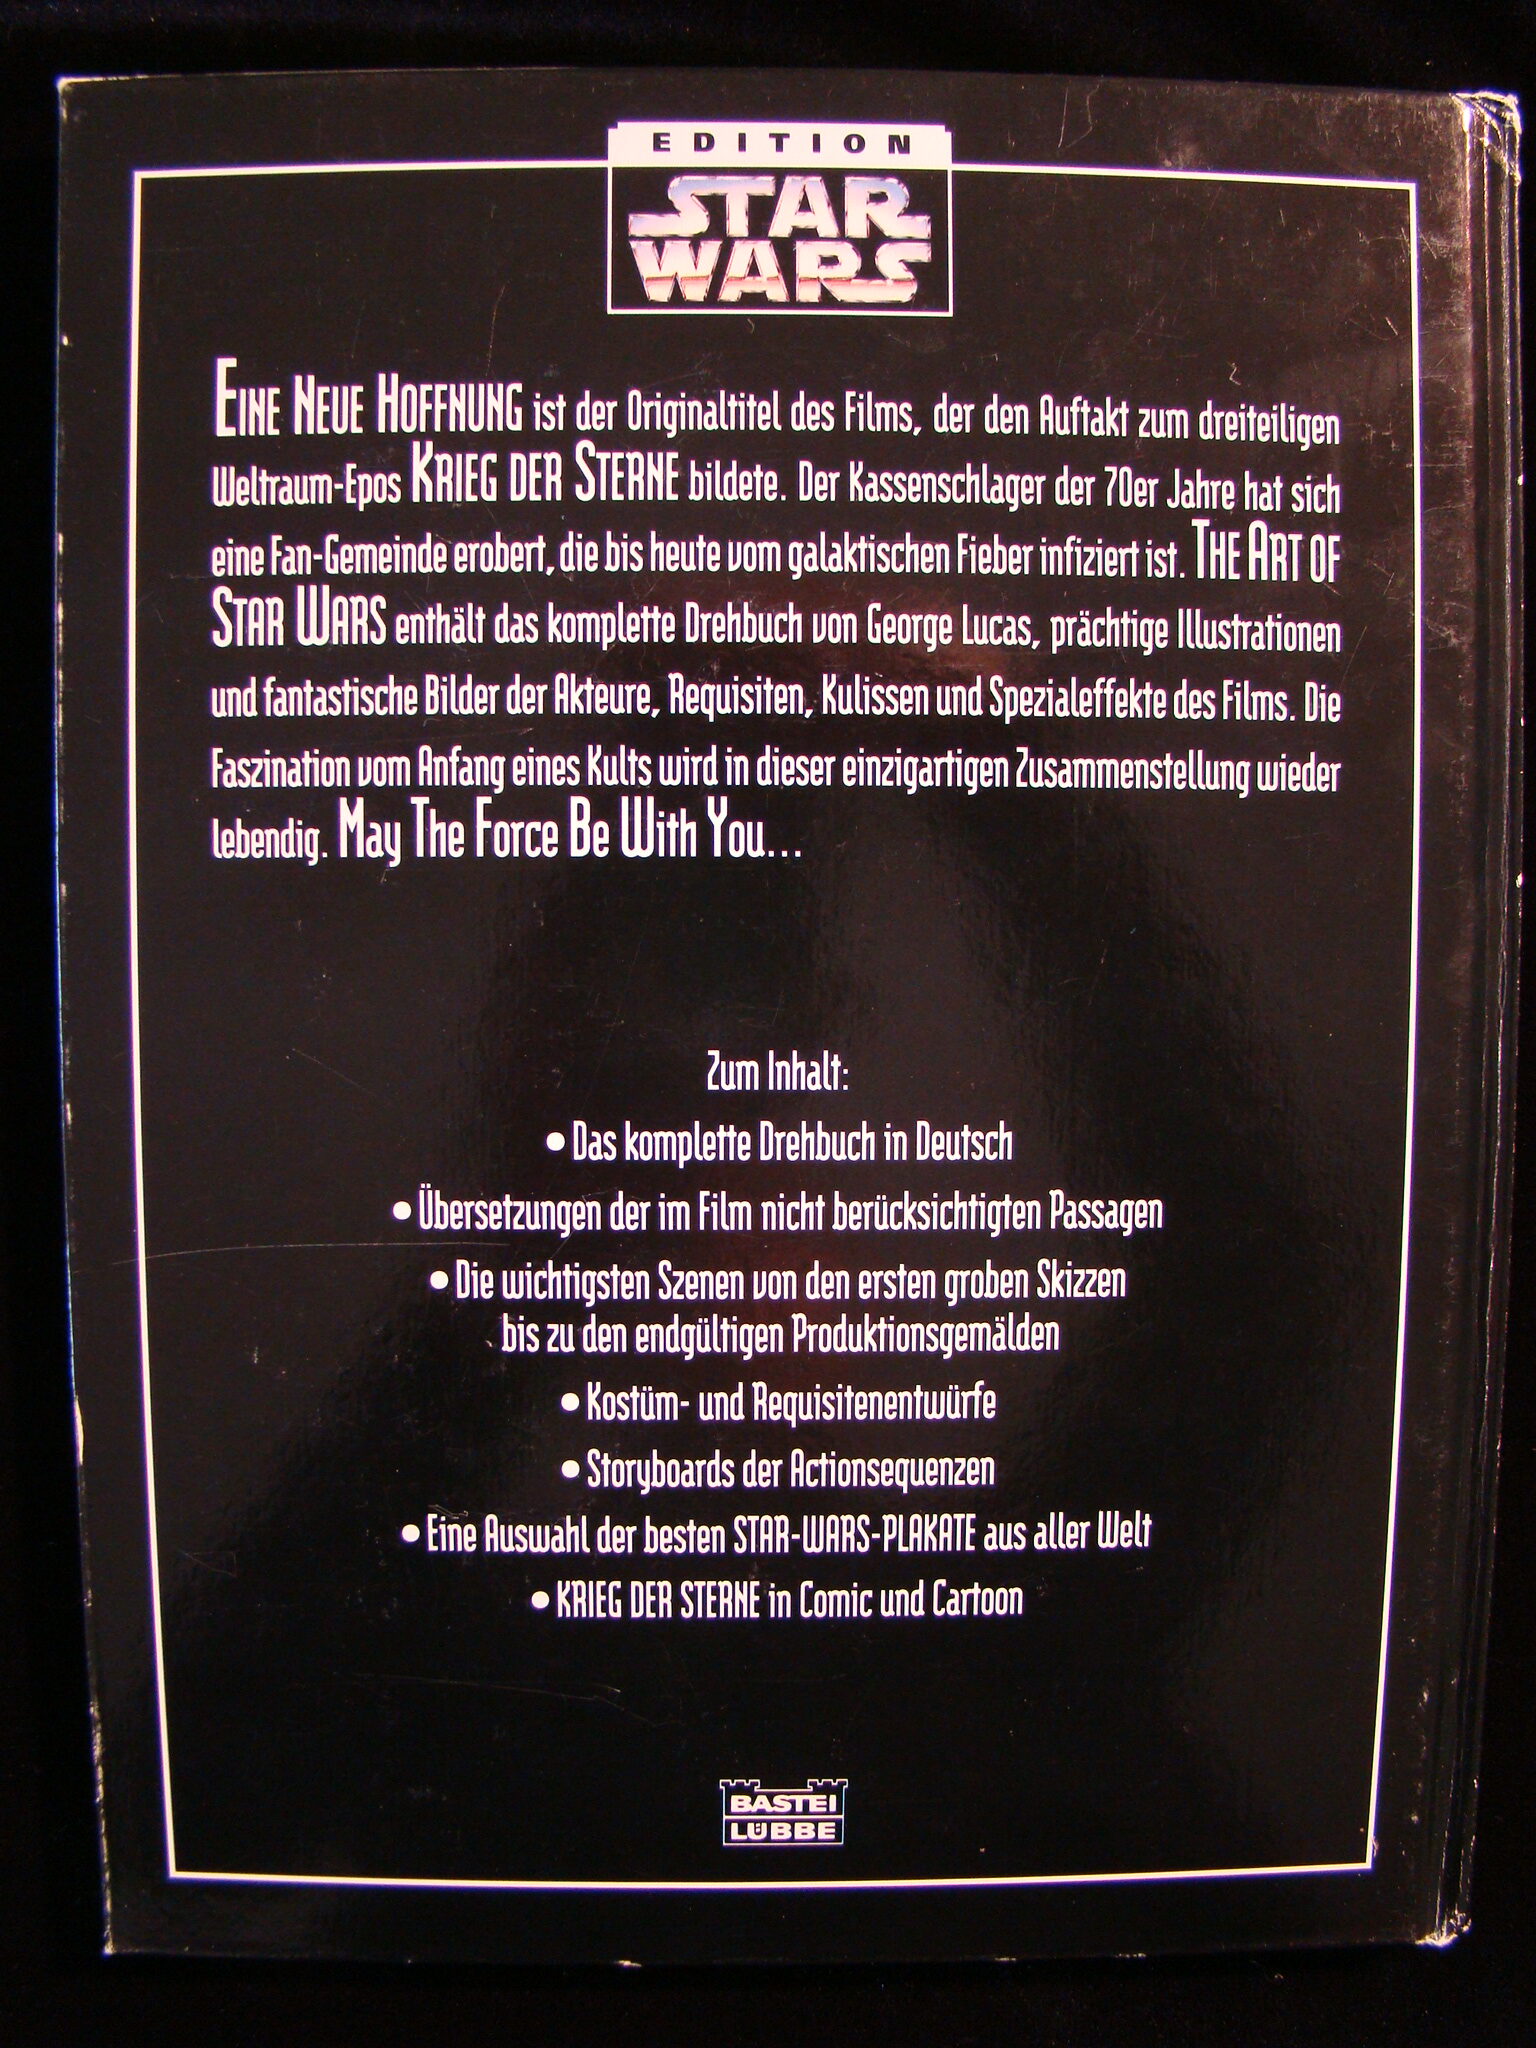 EDITION
STAR
WARS
EINE NEUE HOFFNUNG ist der Originaltitel des Films, der den Auftakt zum dreiteiligen
Weltraum-Epos KRIEG DER STERNE bildete. Der Kassenschlager der 70er Jahre hat sich
eine Fan-Gemeinde erobert, die bis heute vom galaktischen Fieber infiziert ist. THE ART OF
STAR WARS enthält das komplette Drehbuch von George Lucas, prächtige Illustrationen
und fantastische Bilder der Akteure, Requisiten, Kulissen und Spezialeffekte des Films. Die
Faszination vom Anfang eines Kults wird in dieser einzigartigen Zusammenstellung wieder
lebendig. May The Force Be With You...
Zum Inhalt:
• Das komplette Drehbuch in Deutsch
• Übersetzungen der im Film nicht berücksichtigten Passagen
• Die wichtigsten Szenen von den ersten groben Skizzen
bis zu den endgültigen Produktionsgemälden
• Kostüm- und Requisitenentwürfe
• Storyboards der Actionsequenzen
• Eine Auswahl der besten STAR-WARS-PLAKATE aus aller Welt
• KRIEG DER STERNE in Comic und Cartoon
BASTEI
LÜBBE